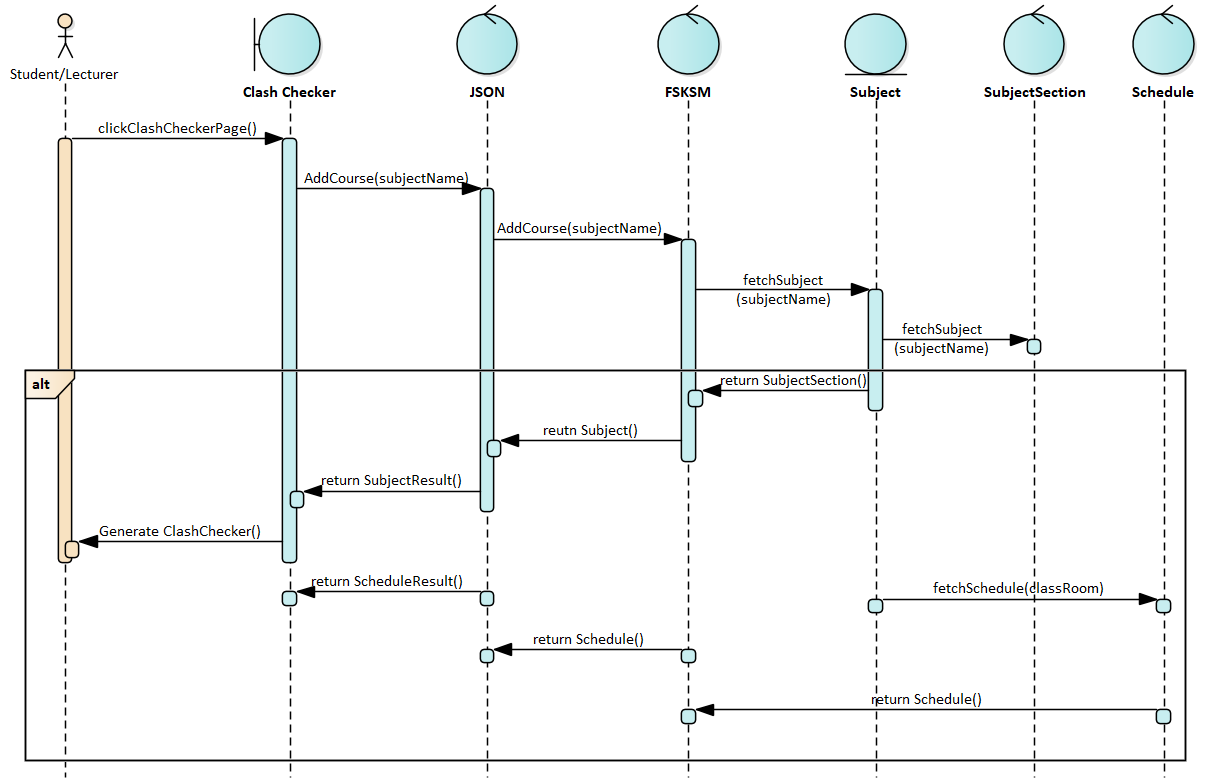 Student/Lecturer
Clash Checker
JSON
FSKSM
Subject
SubjectSection
Schedule
clickClashCheckerPage()
AddCourse(subjectName)
AddCourse(subjectName)
fetchSubject
(subjectName)
fetchSubject
(subjectName)
alt
return SubjectSection()
reutn Subject()
return SubjectResult()
Generate ClashChecker()
return ScheduleResult()
fetchSchedule(classRoom)
return Schedule()
return Schedule()